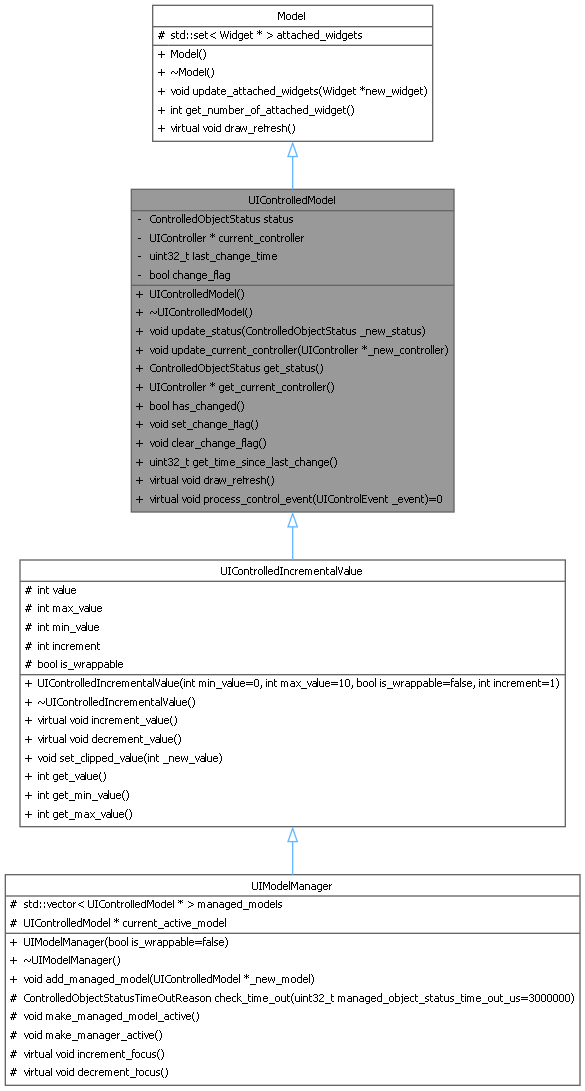 Model
# std::set< Widget * > attached_widgets
+ Model()
+ ~Model()
+ void update_attached_widgets(Widget *new_widget)
+ int get_number_of_attached_widget()
+ virtual void draw_refresh()
UIControlledModel
- ControlledObjectStatus status
- UIController * current_controller
- uint32_t last_change_time
- bool change_flag
+ UIControlledModel()
+ ~UIControlledModel()
+ void update_status(ControlledObjectStatus _new_status)
+ void update_current_controller(UIController *_new_controller)
+ ControlledObjectStatus get_status()
+ UIController * get_current_controller()
+ bool has_changed()
+ void set_change_flag()
+ void clear_change_flag()
+ uint32_t get_time_since_last_change()
+ virtual void draw_refresh()
+ virtual void process_control_event(UIControlEvent _event)=0
UIControlledIncrementalValue
# int value
# int max_value
# int min_value
# int increment
# bool is_wrappable
+ UIControlledIncrementalValue(int min_value=0, int max_value=10, bool is_wrappable=false, int increment=1)
+ ~UIControlledIncrementalValue()
+ virtual void increment_value()
+ virtual void decrement_value()
+ void set_clipped_value(int _new_value)
+ int get_value()
+ int get_min_value()
+ int get_max_value()
UIModelManager
# std::vector< UIControlledModel * > managed_models
# UIControlledModel * current_active_model
+ UIModelManager(bool is_wrappable=false)
+ ~UIModelManager()
+ void add_managed_model(UIControlledModel *_new_model)
# ControlledObjectStatusTimeOutReason check_time_out(uint32_t managed_object_status_time_out_us=3000000)
# void make_managed_model_active()
# void make_manager_active()
# virtual void increment_focus()
# virtual void decrement_focus()